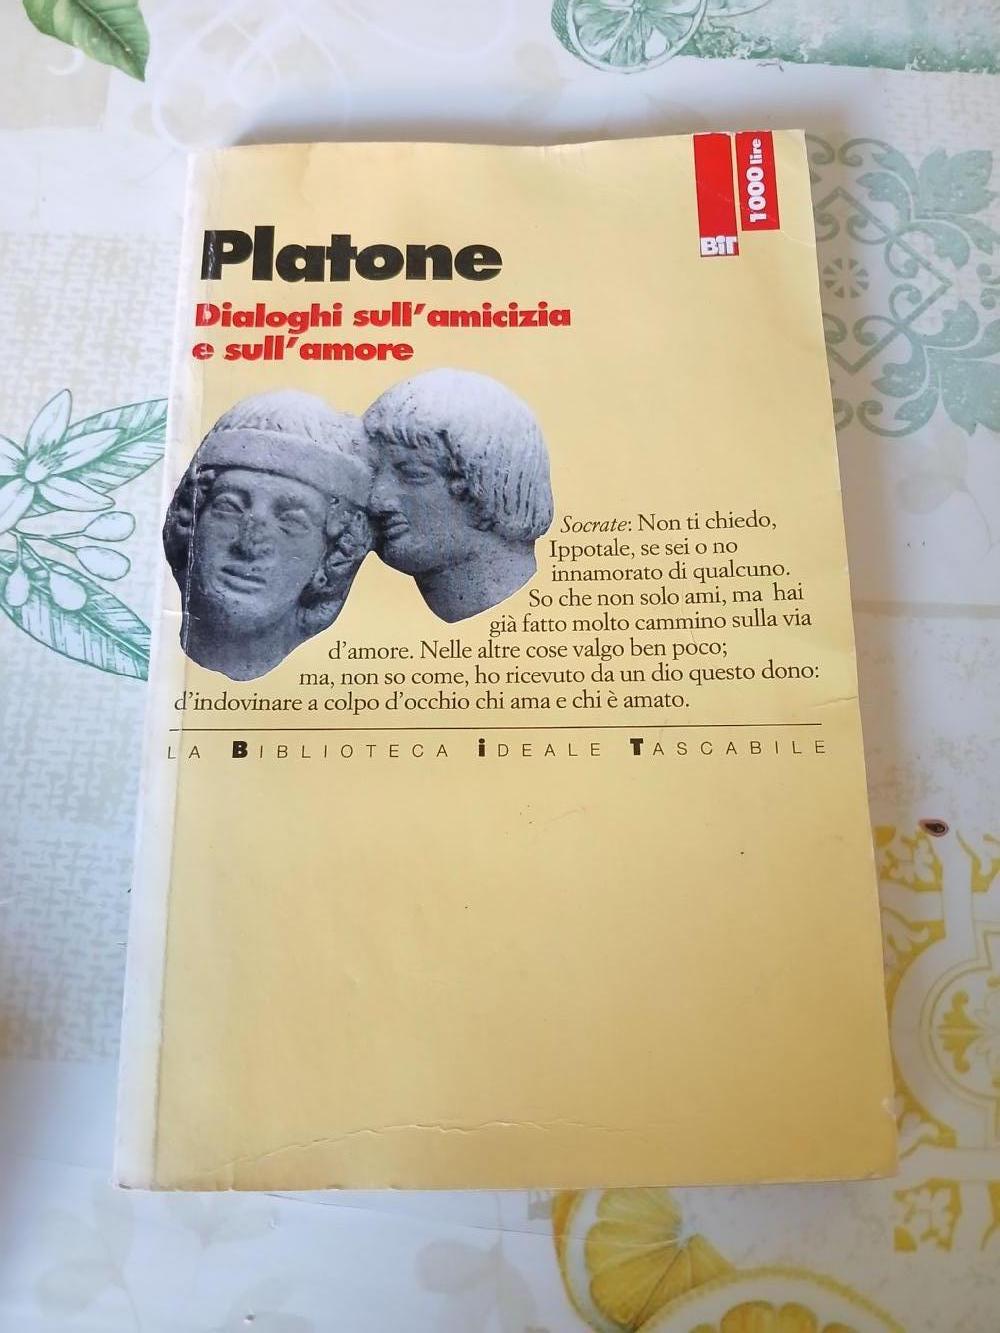 BiT
1000 lire
Platone
Dialoghi sull'amicizia
e sull'amore
Socrate: Non ti chiedo,
Ippotale, se sei o no
innamorato di qualcuno.
So che non solo ami, ma hai
già fatto molto cammino sulla via
d'amore. Nelle altre cose valgo ben poco;
ma, non so come, ho ricevuto da un dio questo dono:
d'indovinare a colpo d'occhio chi ama e chi è amato.
LA BIBLIOTECA iDEALE TASCABILE